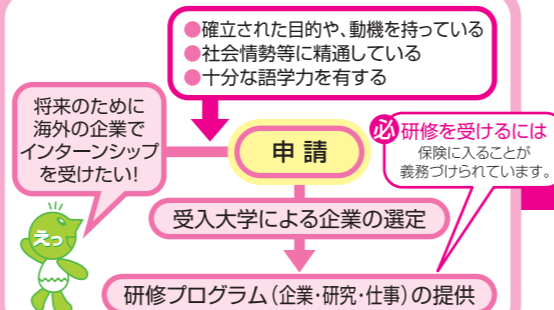 ●確立された目的や、動機を持っている
●社会情勢等に精通している
●十分な語学力を有する
将来のために
海外の企業で
インターンシップ
を受けたい!
申請
必 研修を受けるには
保険に入ることが
義務づけられています。
えっ
受入大学による企業の選定
研修プログラム(企業・研究・仕事)の提供